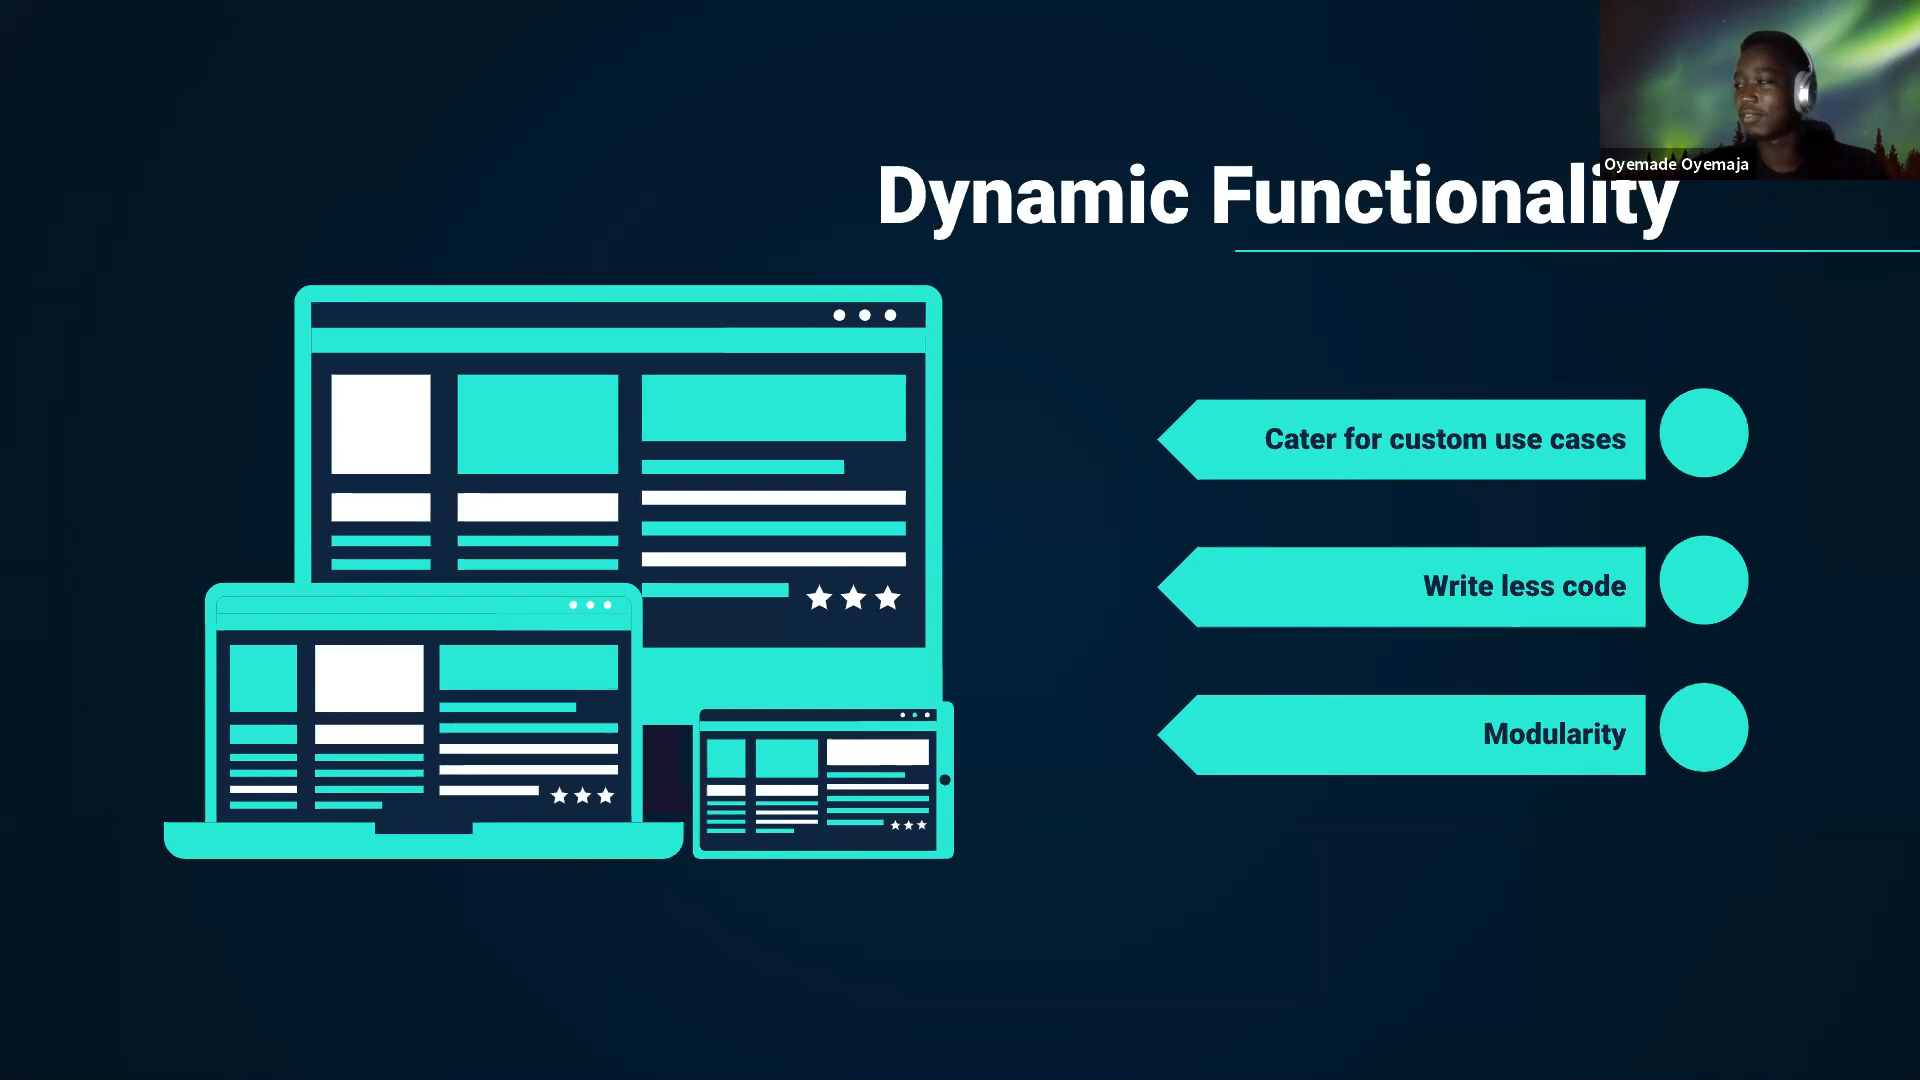 Oyemade Oyemaja
Dynamic Functionality
Cater for custom use cases
Write less code
Modularity